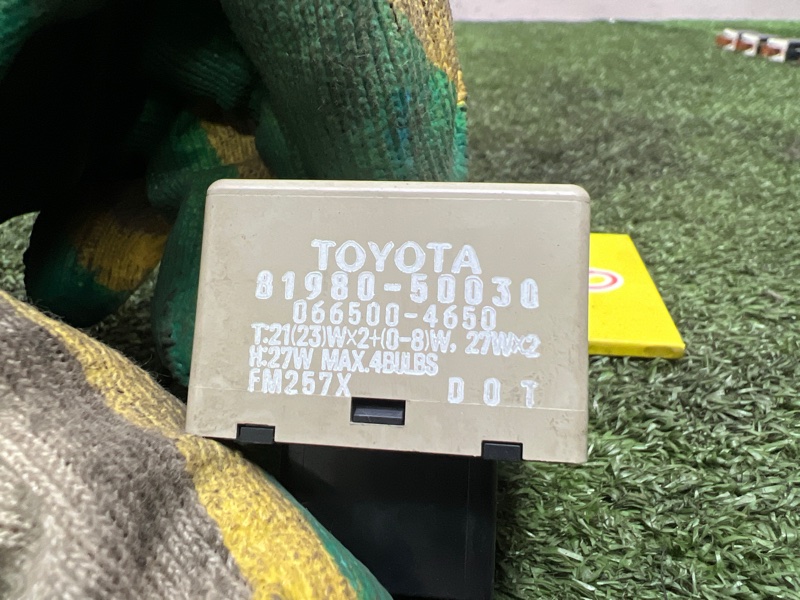 TOYOTA
81980-50030
066500-4650
T:21(23)W×2+(0-8)W, 27W×2
H:27W MAX.4BULBS
FM257X DOT